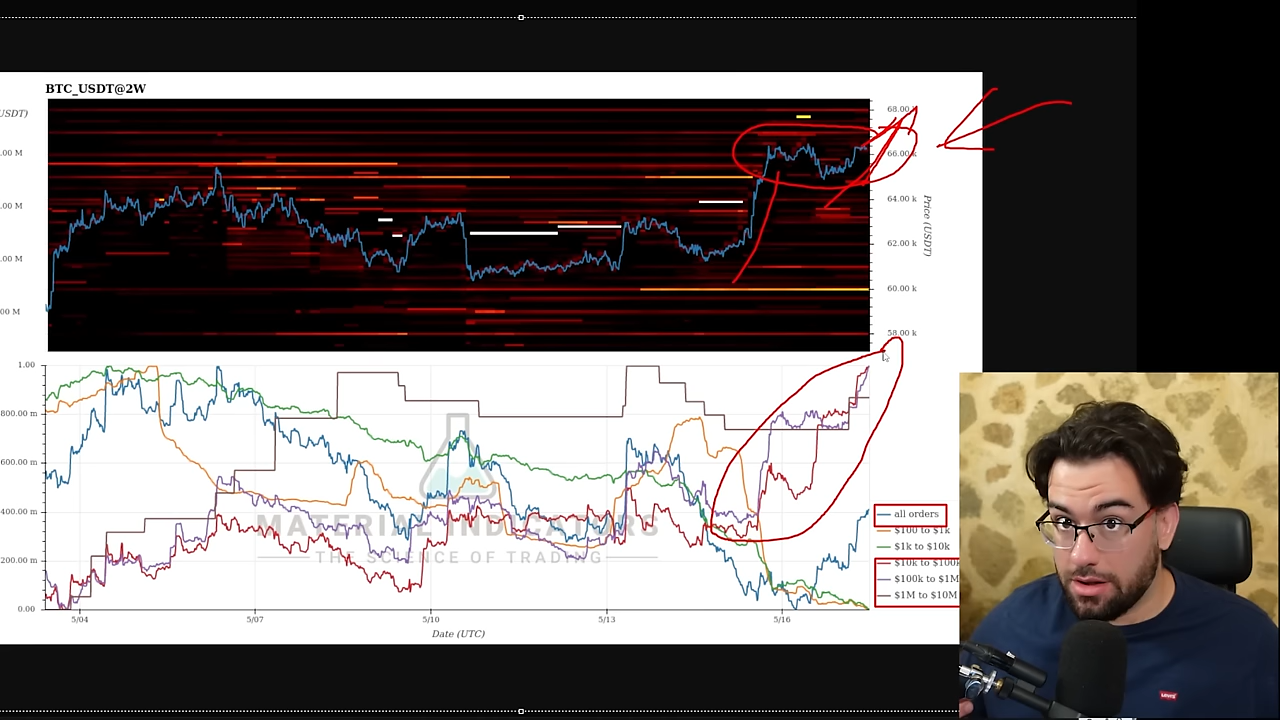 BTC_USDT@2W
USDT)
68.00 k
66.00 k
64.00 k
62.00 k
60.00 k
58.00 k
Price (USDT)
.00 M
.00 M
.00 M
00 M
1.00
800.00 m
600.00 m
400.00 m
200.00 m
0.00
MATERIAL INDICATORS
THE SCIENCE OF TRADING
all orders
$100 to $1k
$1k to $10k
$10k to $100k
$100k to $1M
$1M to $10M
5/04
5/07
5/10
5/13
5/16
Date (UTC)
Levi's